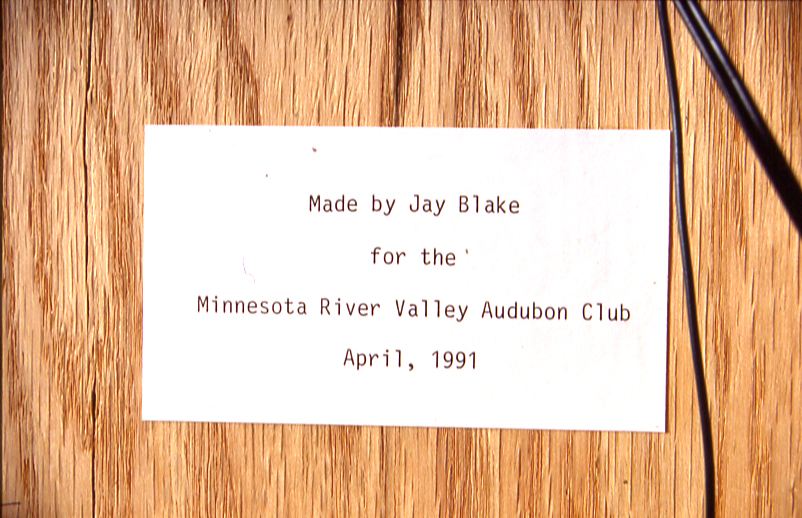 Made by Jay Blake
for the
Minnesota River Valley Audubon Club
April, 1991